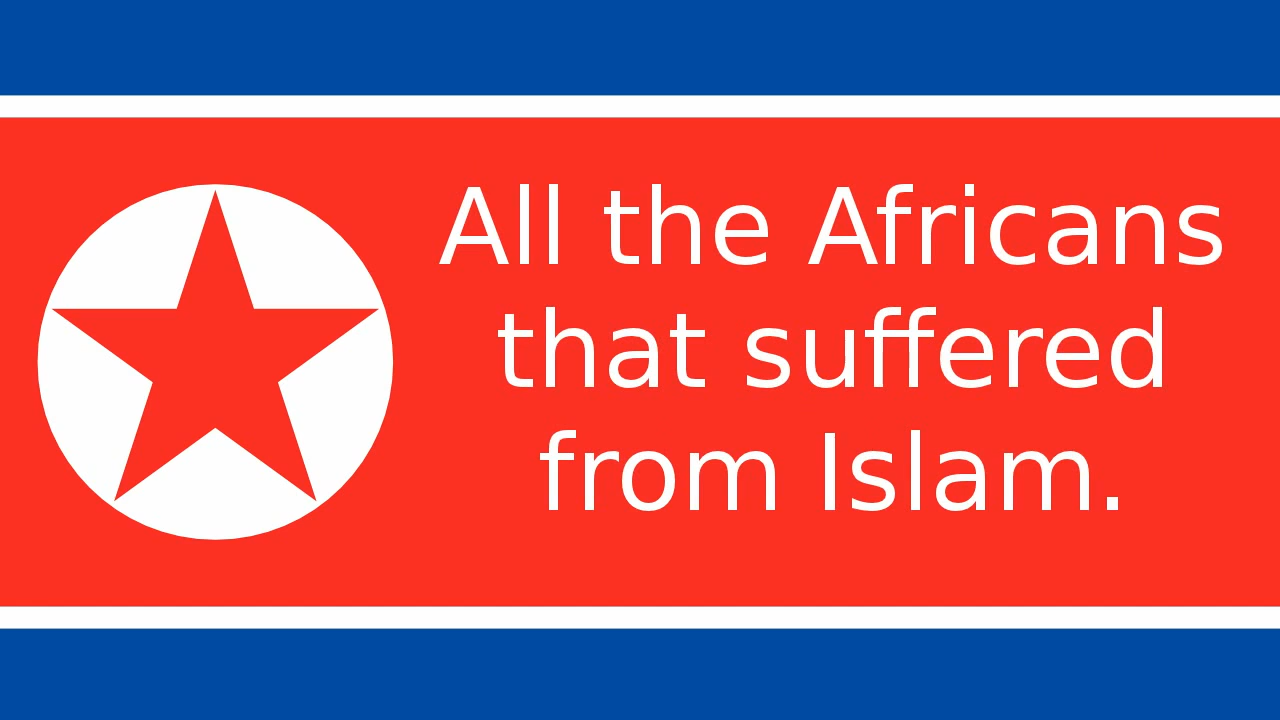 All the Africans
that suffered
from Islam.